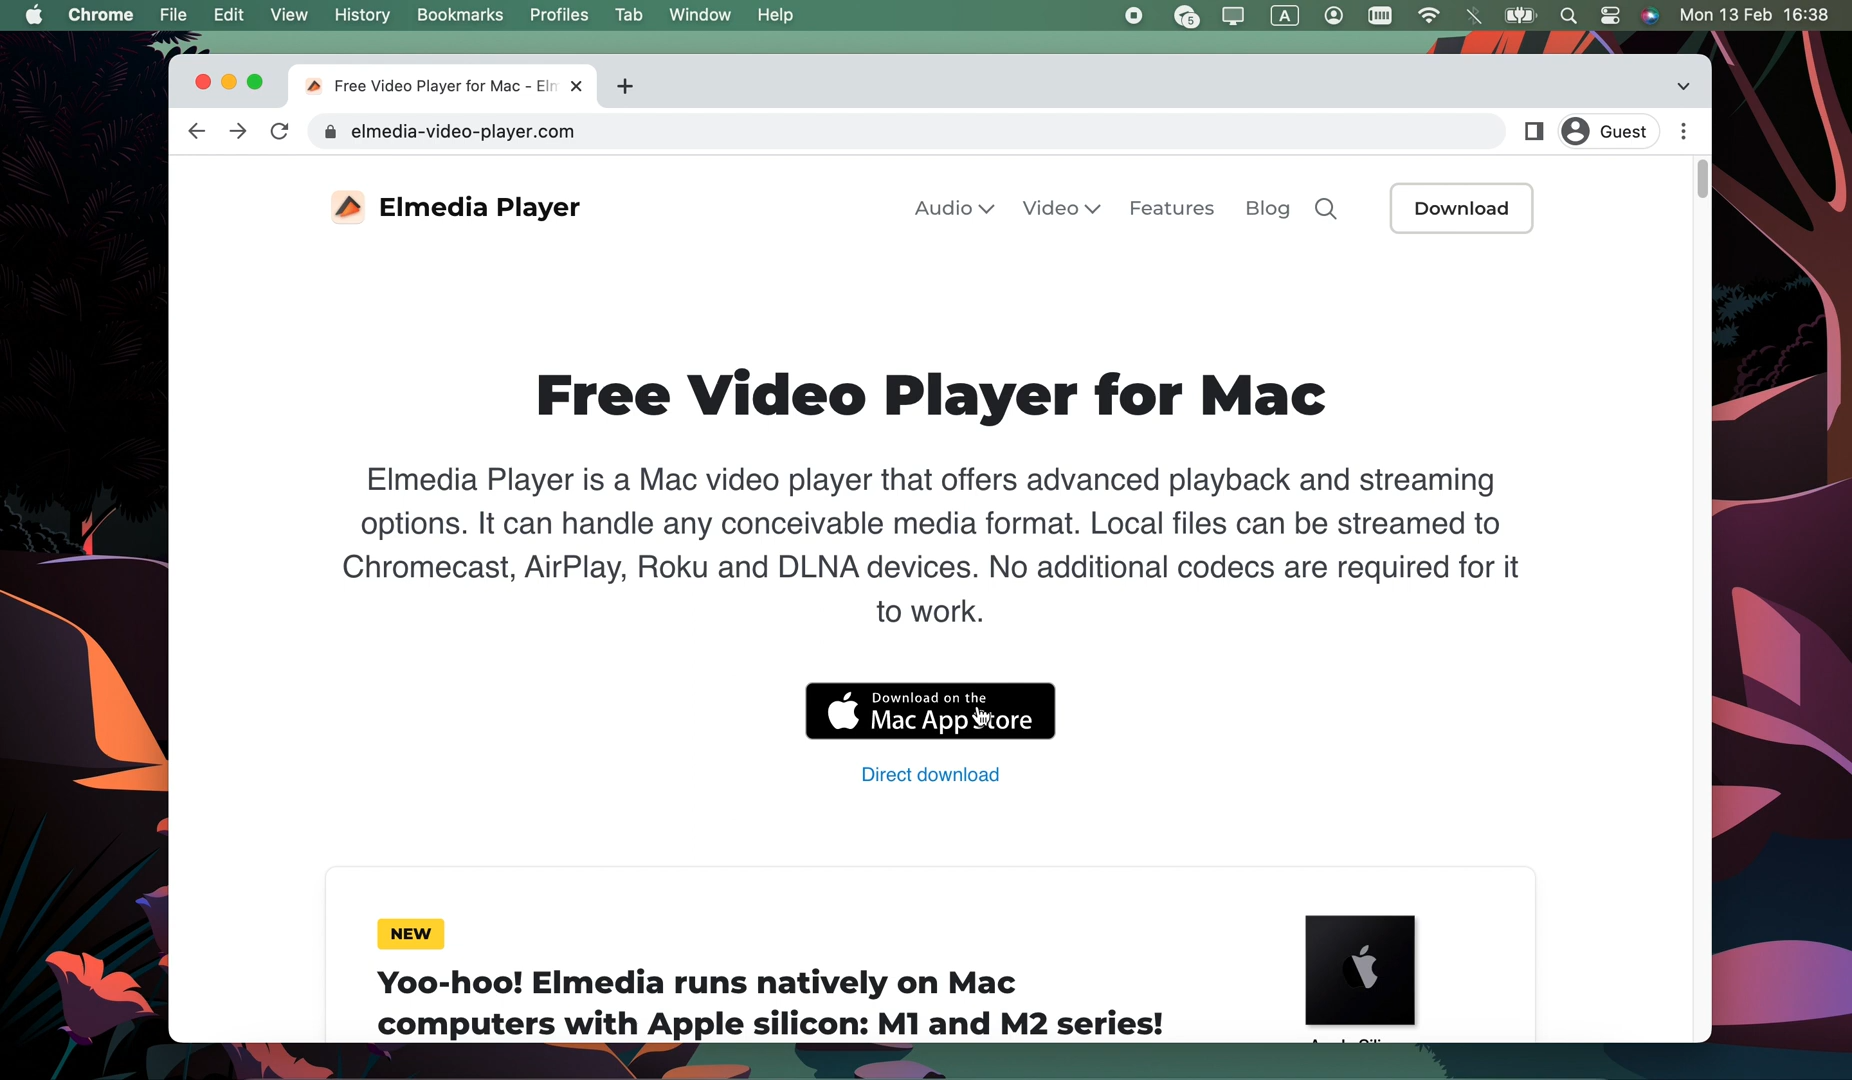 Chrome File Edit View History Bookmarks Profiles Tab Window Help 5 A Mon 13 Feb 16:38
Free Video Player for Mac - Elm
elmedia-video-player.com Guest
Elmedia Player Audio Video Features Blog Download
Free Video Player for Mac
Elmedia Player is a Mac video player that offers advanced playback and streaming
options. It can handle any conceivable media format. Local files can be streamed to
Chromecast, AirPlay, Roku and DLNA devices. No additional codecs are required for it
to work.
Download on the
Mac App Store
Direct download
NEW
Yoo-hoo! Elmedia runs natively on Mac
computers with Apple silicon: M1 and M2 series!